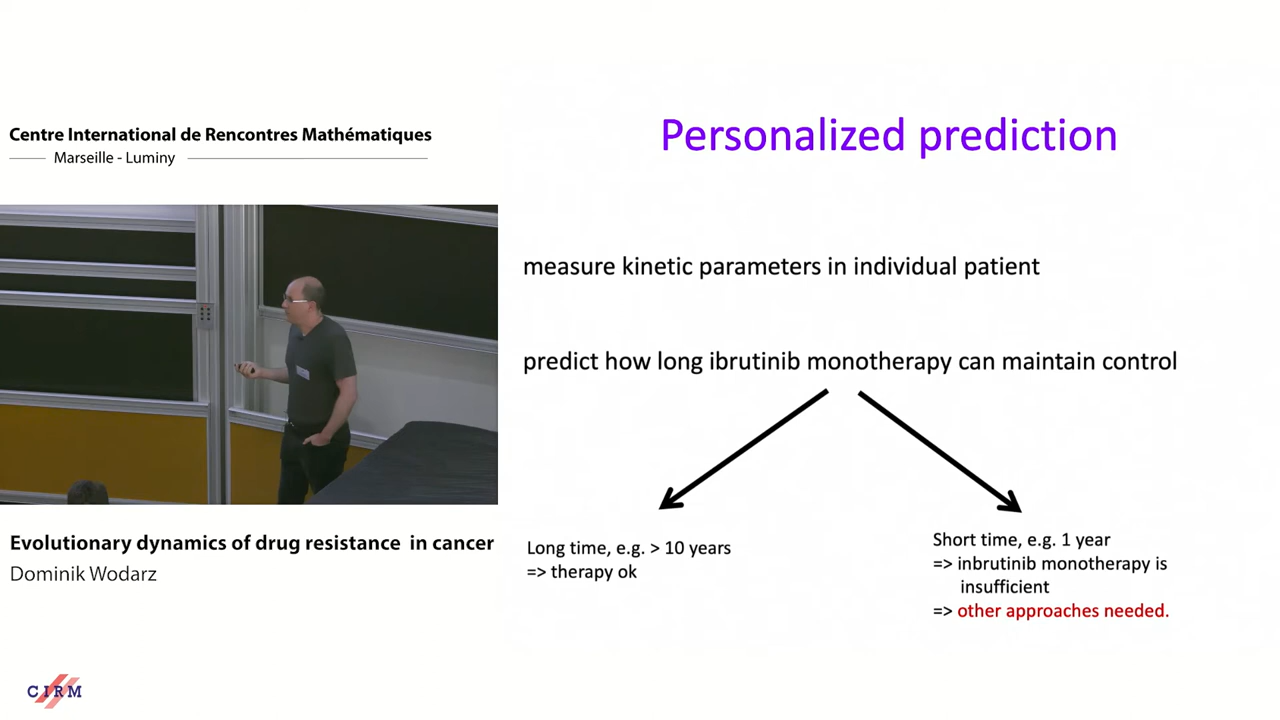 Centre International de Rencontres Mathématiques
Marseille - Luminy
Personalized prediction
measure kinetic parameters in individual patient
predict how long ibrutinib monotherapy can maintain control
Long time, e.g. > 10 years
=> therapy ok
Short time, e.g. 1 year
=> inbrutinib monotherapy is
insufficient
=> other approaches needed.
Evolutionary dynamics of drug resistance in cancer
Dominik Wodarz
CIRM